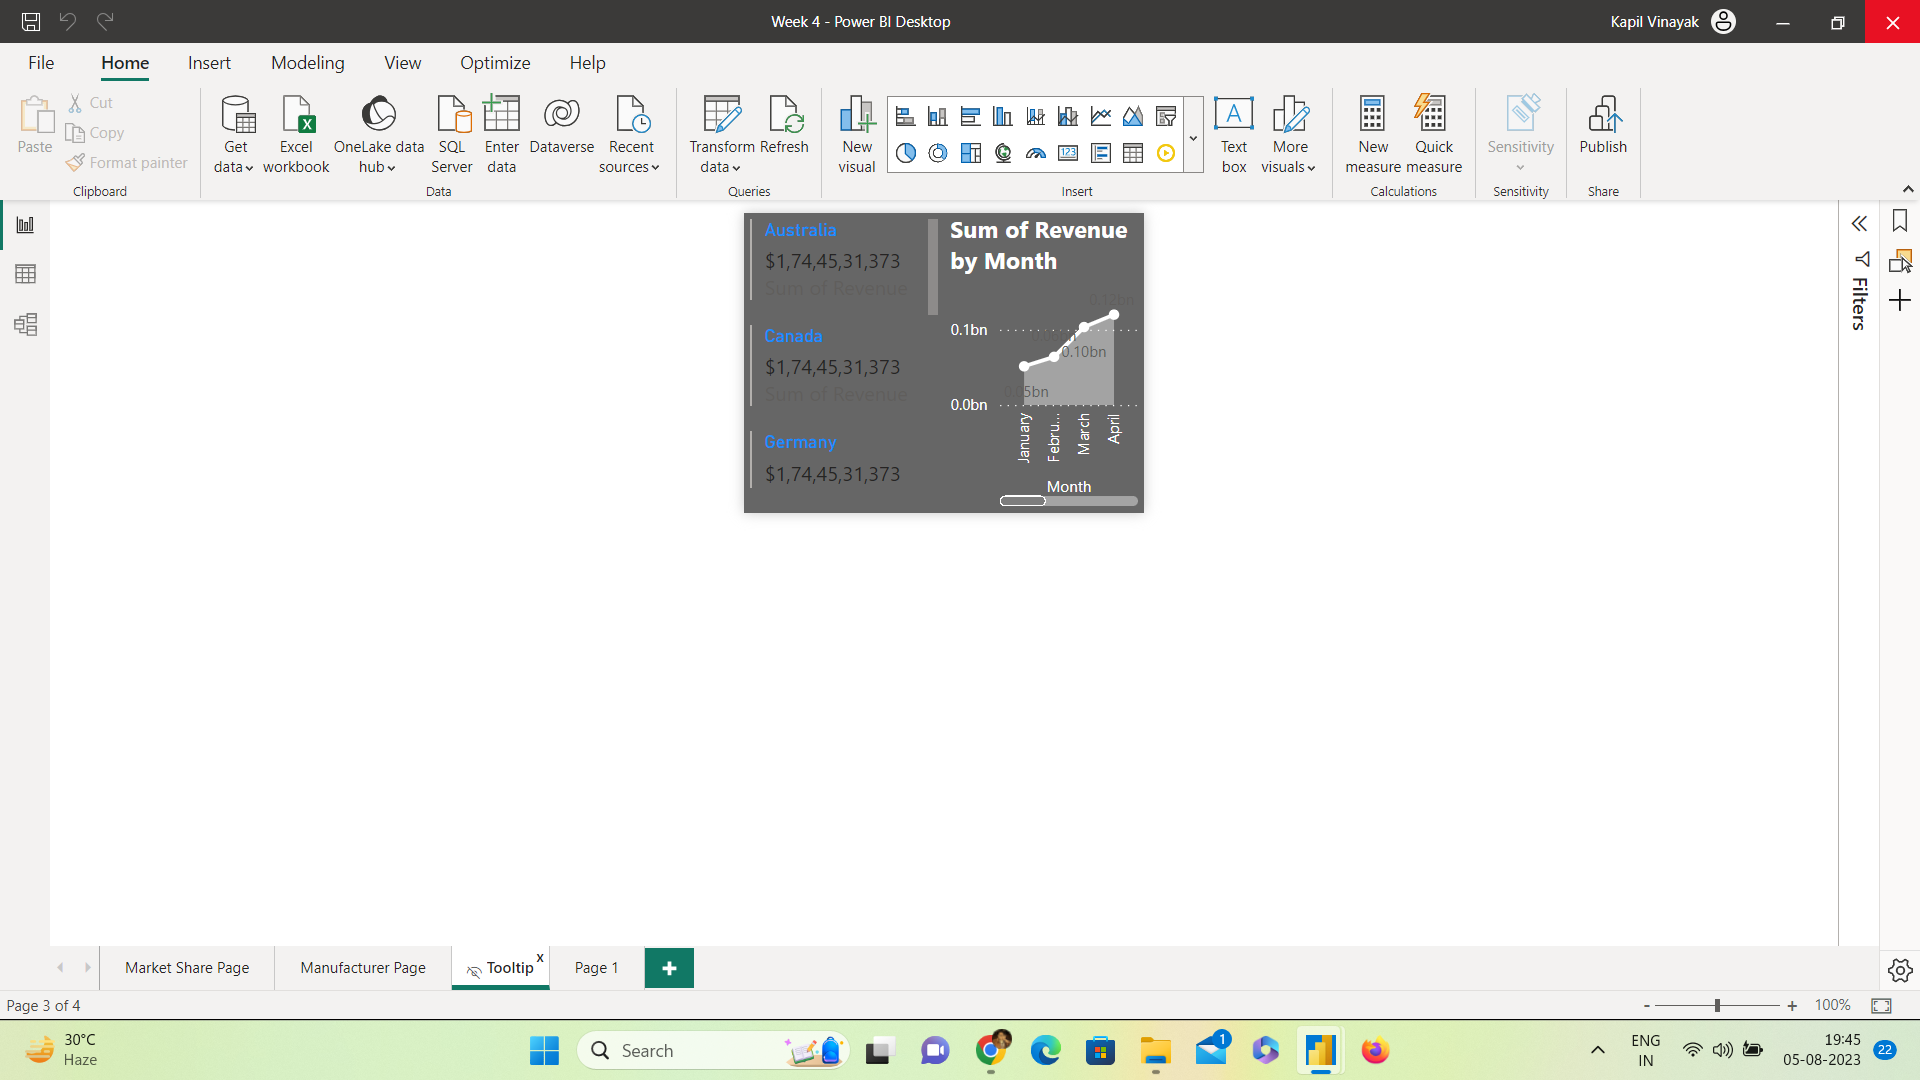 Week 4 - Power BI Desktop
Kapil Vinayak
File Home Insert Modeling View Optimize Help
Paste
Cut
Copy
Format painter
Clipboard
Get data
Excel workbook
OneLake data hub
SQL Server
Enter data
Dataverse
Recent sources
Data
Transform data
Refresh
Queries
New visual
123
A
Text box
More visuals
Insert
New measure
Quick measure
Calculations
Sensitivity
Sensitivity
Publish
Share
Australia
$1,74,45,31,373
Sum of Revenue
Canada
$1,74,45,31,373
Sum of Revenue
Germany
$1,74,45,31,373
Sum of Revenue
by Month
0.12bn
0.1bn
0.10bn
0.05bn
0.0bn
January
Febru...
March
April
Month
Filters
Market Share Page
Manufacturer Page
Tooltip x
Page 1
+
Page 3 of 4
- + 100%
30°C
Haze
Search
1
ENG
IN
19:45
05-08-2023
22